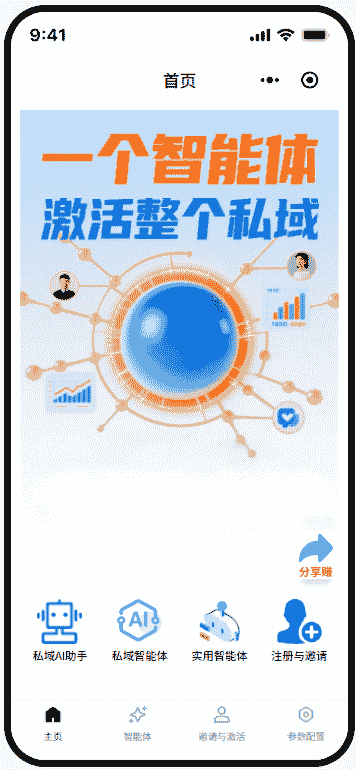 9:41
首页
一个智能体
激活整个私域
分享赚
AI
私域AI助手
私域智能体
实用智能体
注册与邀请
主页
智能体
邀请与激活
参数配置